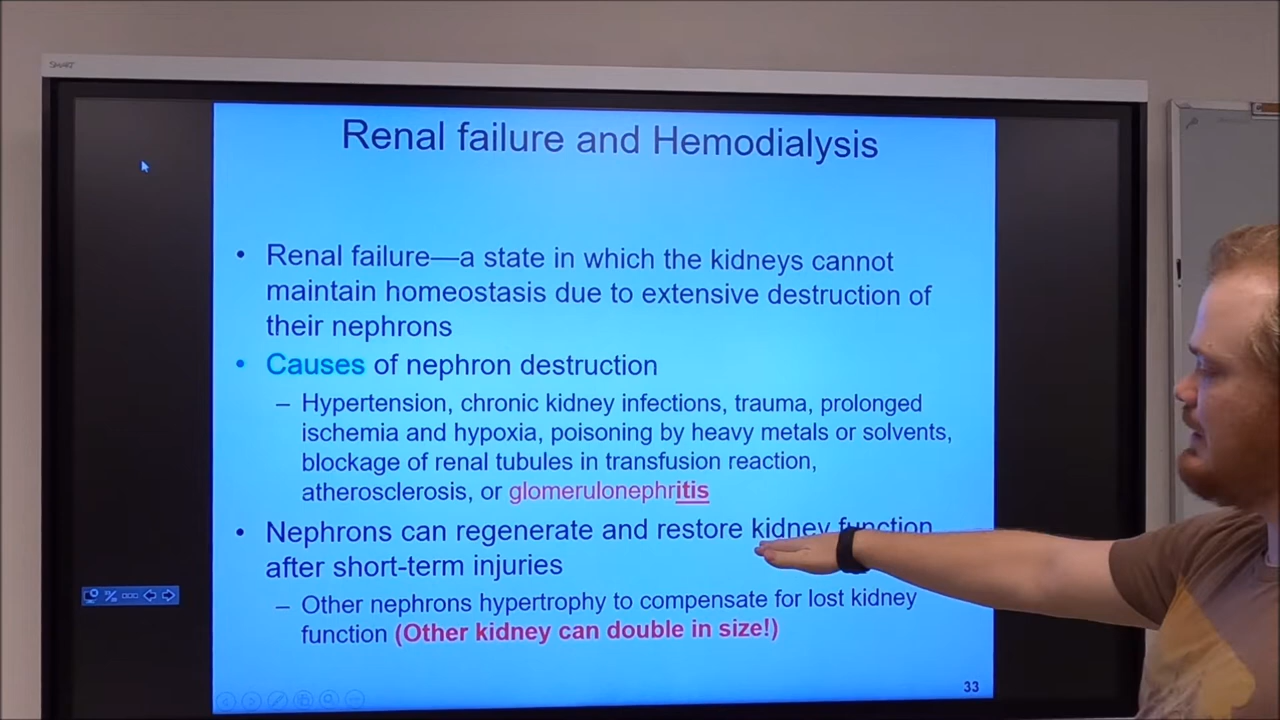 SMART
Renal failure and Hemodialysis
• Renal failure—a state in which the kidneys cannot
maintain homeostasis due to extensive destruction of
their nephrons
• Causes of nephron destruction
– Hypertension, chronic kidney infections, trauma, prolonged
ischemia and hypoxia, poisoning by heavy metals or solvents,
blockage of renal tubules in transfusion reaction,
atherosclerosis, or glomerulonephritis
• Nephrons can regenerate and restore kidney function
after short-term injuries
– Other nephrons hypertrophy to compensate for lost kidney
function (Other kidney can double in size!)
33